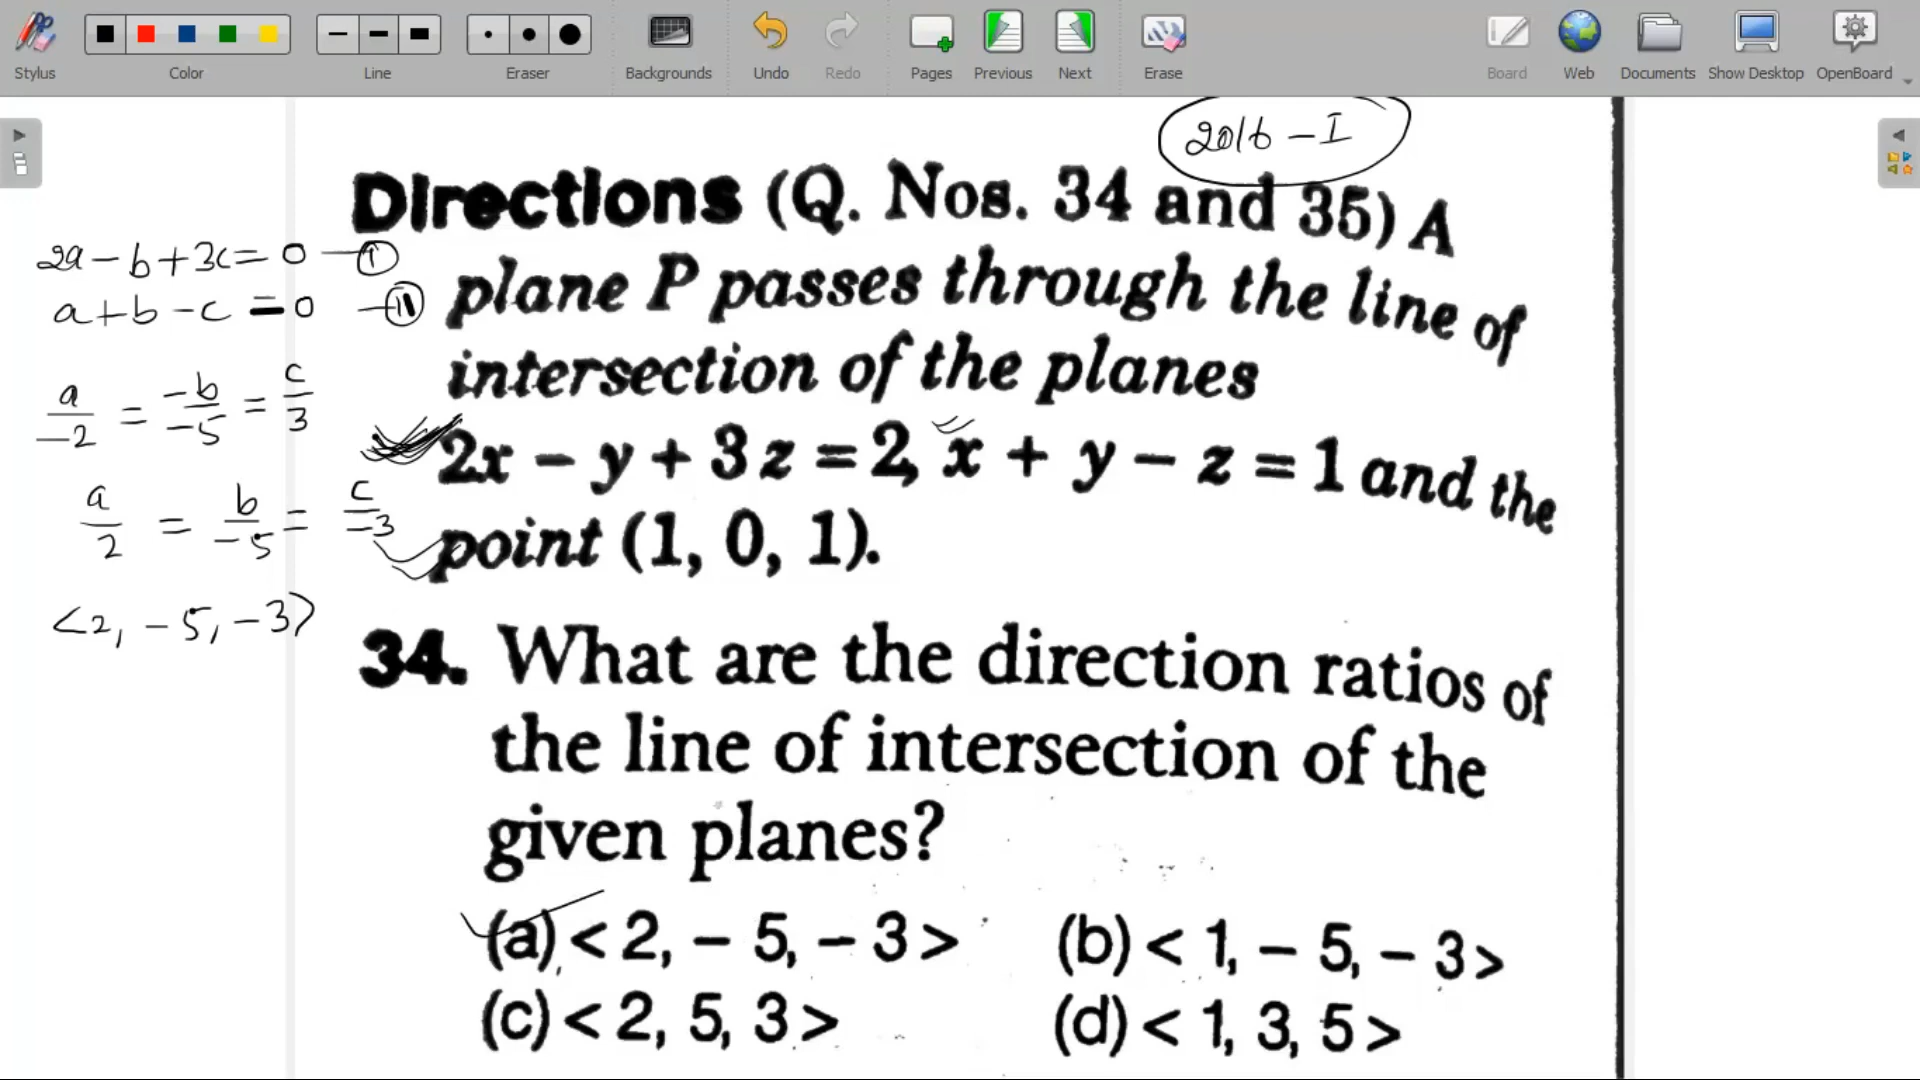 Stylus Color Line Eraser Backgrounds Undo Redo Pages Previous Next Erase Board Web Documents Show Desktop OpenBoard
2016 - I
Directions (Q. Nos. 34 and 35) A
plane P passes through the line of
intersection of the planes
2x − y + 3z = 2, x + y − z = 1 and the
point (1, 0, 1).
2a − b + 3c = 0 — I
a + b − c = 0 — II
a/−2 = −b/−5 = c/3
a/2 = b/−5 = c/−3
<2, −5, −3>
34. What are the direction ratios of
the line of intersection of the
given planes?
(a) < 2, − 5, − 3 > (b) < 1, − 5, − 3 >
(c) < 2, 5, 3 > (d) < 1, 3, 5 >